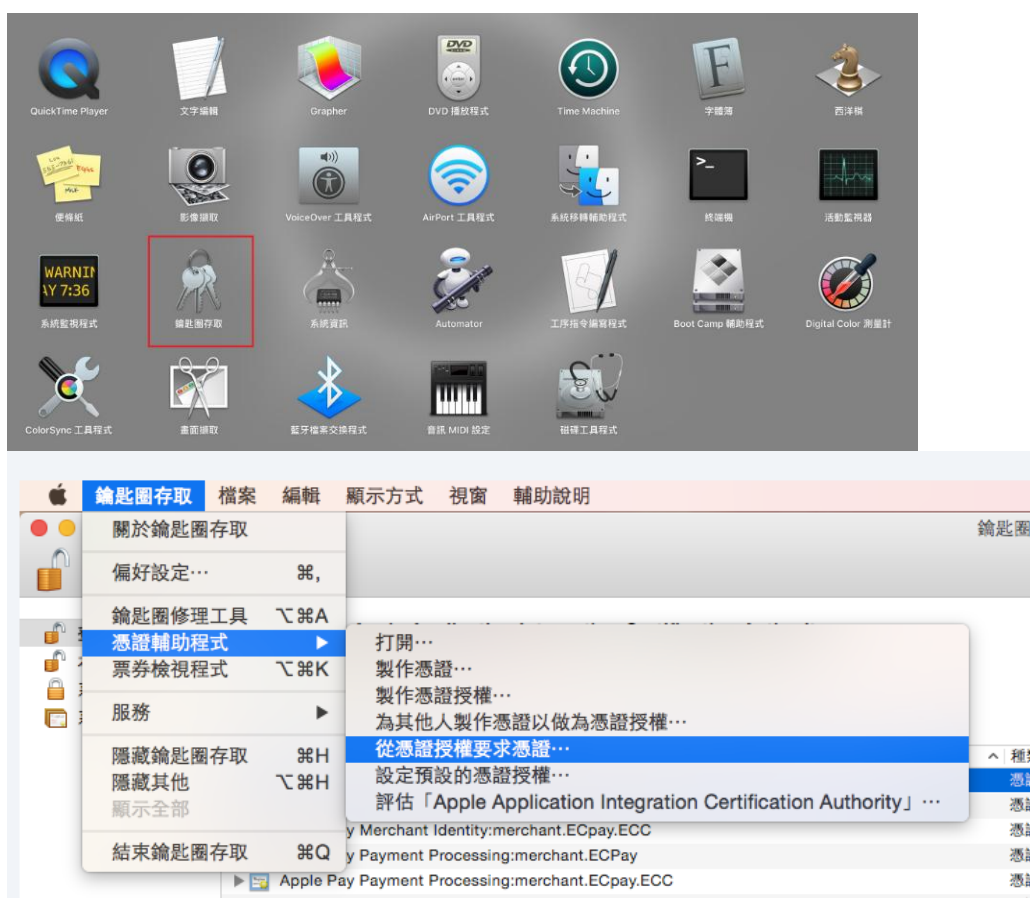 QuickTime Player
文字編輯
Grapher
DVD 播放程式
Time Machine
字體簿
西洋棋
便條紙
影像擷取
VoiceOver 工具程式
AirPort 工具程式
系統移轉輔助程式
終端機
活動監視器
WARNIN
AY 7:36
系統監視程式
鑰匙圈存取
系統資訊
Automator
工序指令編寫程式
Boot Camp 輔助程式
Digital Color 測量計
ColorSync 工具程式
畫面擷取
藍牙檔案交換程式
音訊 MIDI 設定
磁碟工具程式
鑰匙圈存取 檔案 編輯 顯示方式 視窗 輔助說明
鑰匙圈
關於鑰匙圈存取
偏好設定⋯ ⌘,
鑰匙圈修理工具 ⌥⌘A
憑證輔助程式 ▶
票券檢視程式 ⌥⌘K
服務 ▶
隱藏鑰匙圈存取 ⌘H
隱藏其他 ⌥⌘H
顯示全部
結束鑰匙圈存取 ⌘Q
打開⋯
製作憑證⋯
製作憑證授權⋯
為其他人製作憑證以做為憑證授權⋯
從憑證授權要求憑證⋯
設定預設的憑證授權⋯
評估「Apple Application Integration Certification Authority」⋯
y Merchant Identity:merchant.ECpay.ECC
y Payment Processing:merchant.ECPay
Apple Pay Payment Processing:merchant.ECpay.ECC